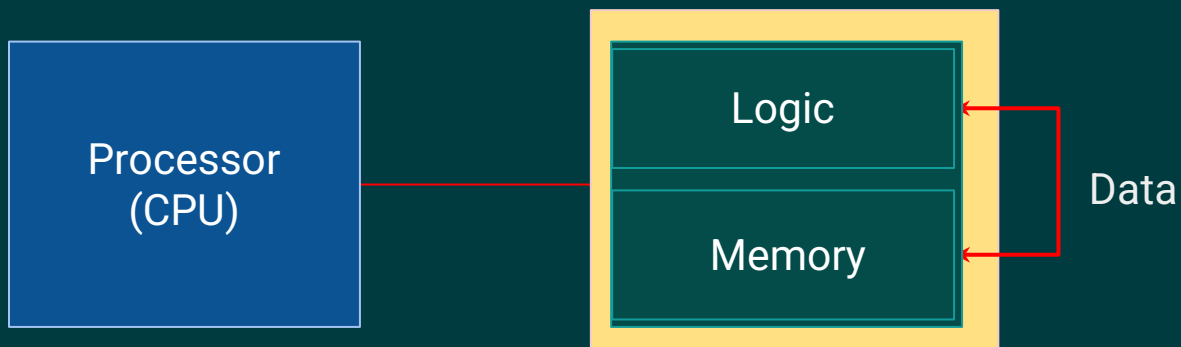 Processor
(CPU)
Logic
Memory
Data